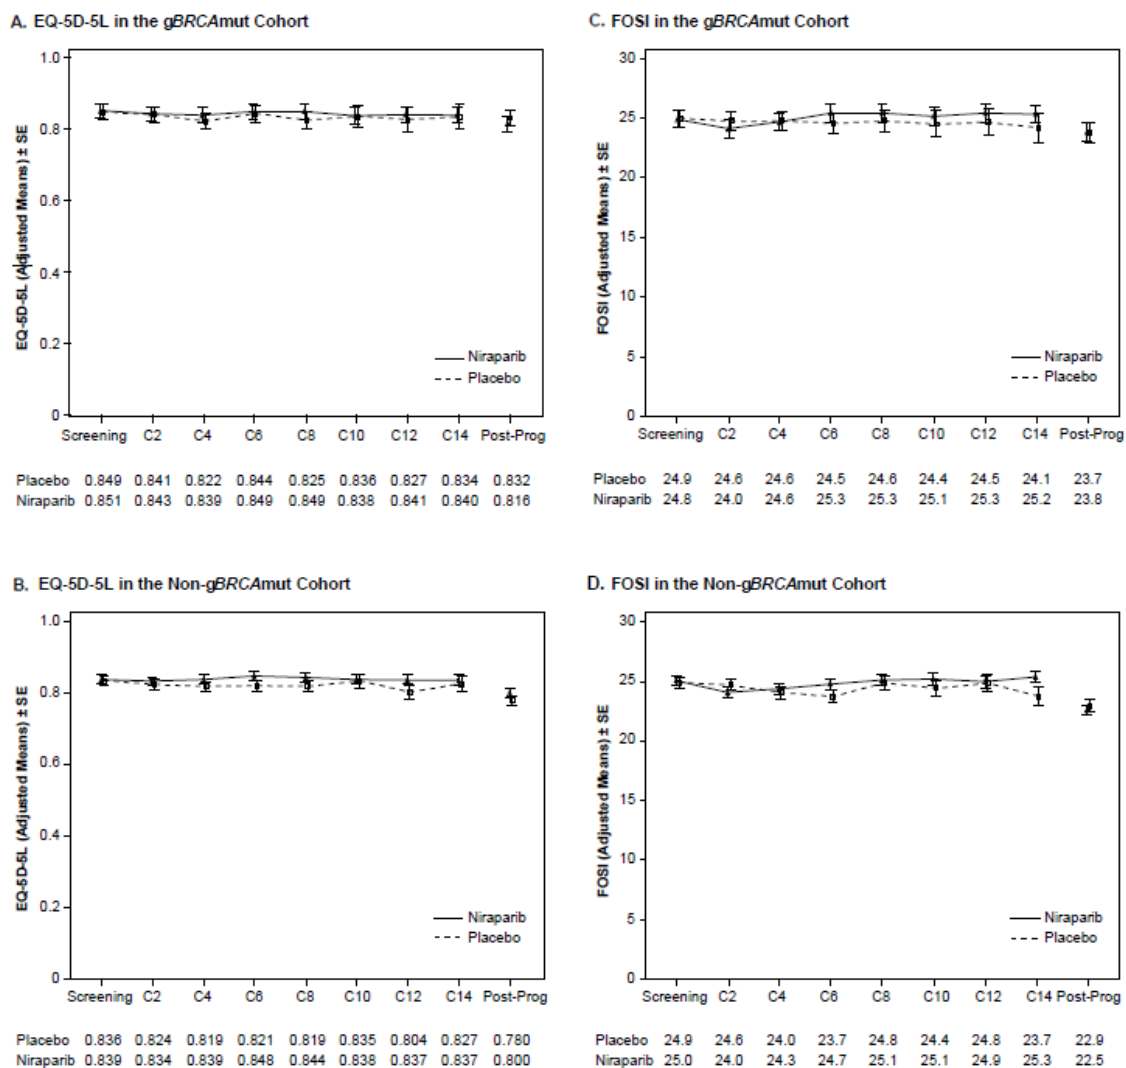 A. EQ-5D-5L in the gBRCAmut Cohort
EQ-5D-5L (Adjusted Means) ± SE
1.0
0.8
0.6
0.4
0.2
0
Niraparib
Placebo
Screening C2 C4 C6 C8 C10 C12 C14 Post-Prog
Placebo 0.849 0.841 0.822 0.844 0.825 0.836 0.827 0.834 0.832
Niraparib 0.851 0.843 0.839 0.849 0.849 0.838 0.841 0.840 0.816
C. FOSI in the gBRCAmut Cohort
FOSI (Adjusted Means) ± SE
30
25
20
15
10
5
0
Niraparib
Placebo
Screening C2 C4 C6 C8 C10 C12 C14 Post-Prog
Placebo 24.9 24.6 24.6 24.5 24.6 24.4 24.5 24.1 23.7
Niraparib 24.8 24.0 24.6 25.3 25.3 25.1 25.3 25.2 23.8
B. EQ-5D-5L in the Non-gBRCAmut Cohort
EQ-5D-5L (Adjusted Means) ± SE
1.0
0.8
0.6
0.4
0.2
0
Niraparib
Placebo
Screening C2 C4 C6 C8 C10 C12 C14 Post-Prog
Placebo 0.836 0.824 0.819 0.821 0.819 0.835 0.804 0.827 0.780
Niraparib 0.839 0.834 0.839 0.848 0.844 0.838 0.837 0.837 0.800
D. FOSI in the Non-gBRCAmut Cohort
FOSI (Adjusted Means) ± SE
30
25
20
15
10
5
0
Niraparib
Placebo
Screening C2 C4 C6 C8 C10 C12 C14 Post-Prog
Placebo 24.9 24.6 24.0 23.7 24.8 24.4 24.8 23.7 22.9
Niraparib 25.0 24.0 24.3 24.7 25.1 25.1 24.9 25.3 22.5